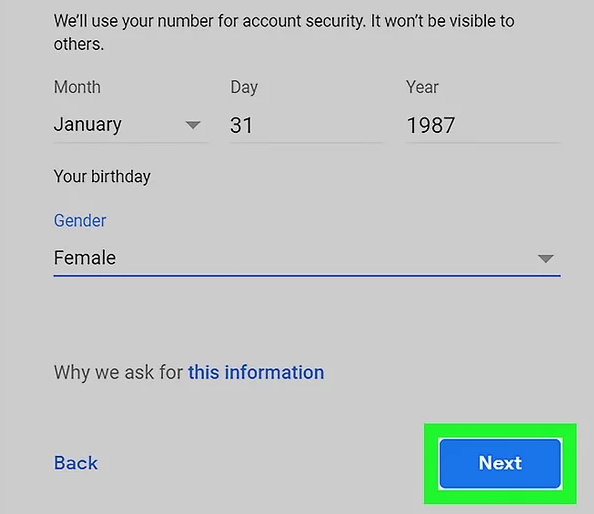 We'll use your number for account security. It won't be visible to
others.
Month Day Year
January 31 1987
Your birthday
Gender
Female
Why we ask for this information
Back Next